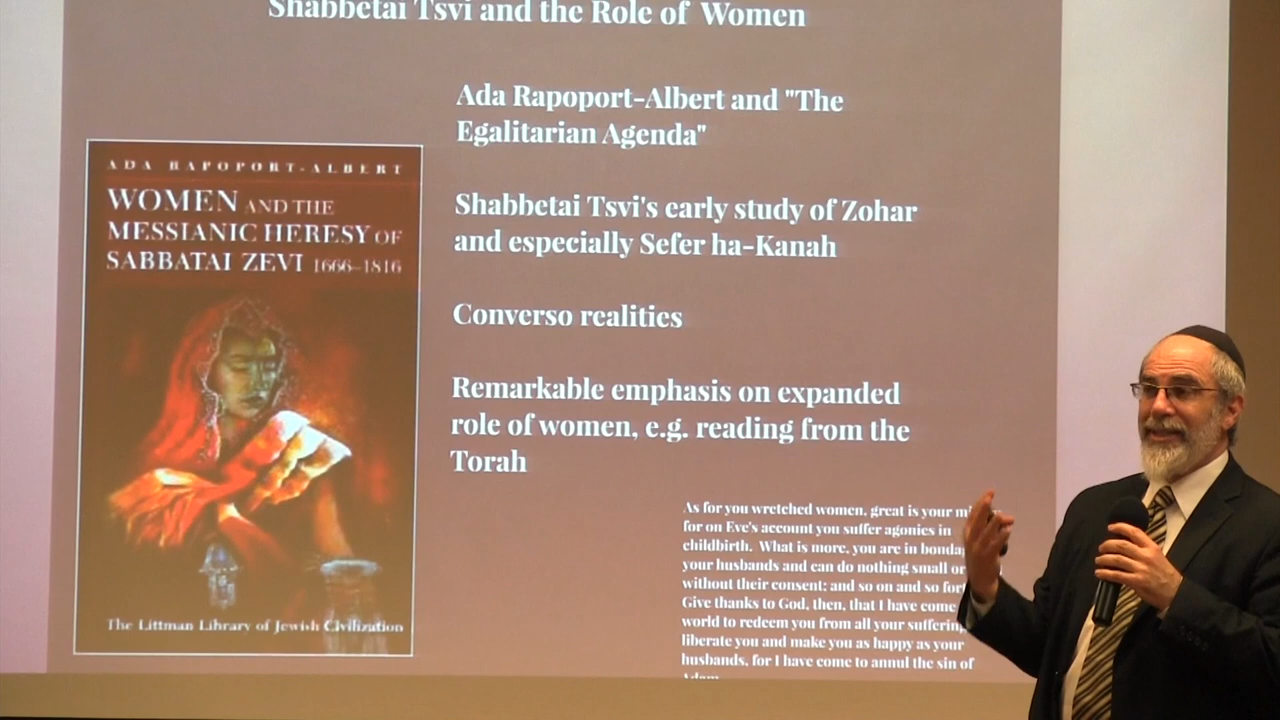 Shabbetai Tsvi and the Role of Women
Ada Rapoport-Albert and "The
Egalitarian Agenda"
Shabbetai Tsvi's early study of Zohar
and especially Sefer ha-Kanah
Converso realities
Remarkable emphasis on expanded
role of women, e.g. reading from the
Torah
ADA RAPOPORT-ALBERT
WOMEN AND THE
MESSIANIC HERESY OF
SABBATAI ZEVI 1666–1816
The Littman Library of Jewish Civilization
As for you wretched women, great is your
for on Eve's account you suffer agonies in
childbirth. What is more, you are in
your husbands and can do nothing small or
without their consent; and so on and so
Give thanks to God, then, that I have come
world to redeem you from all your
liberate you and make you as happy as your
husbands, for I have come to annul the sin of